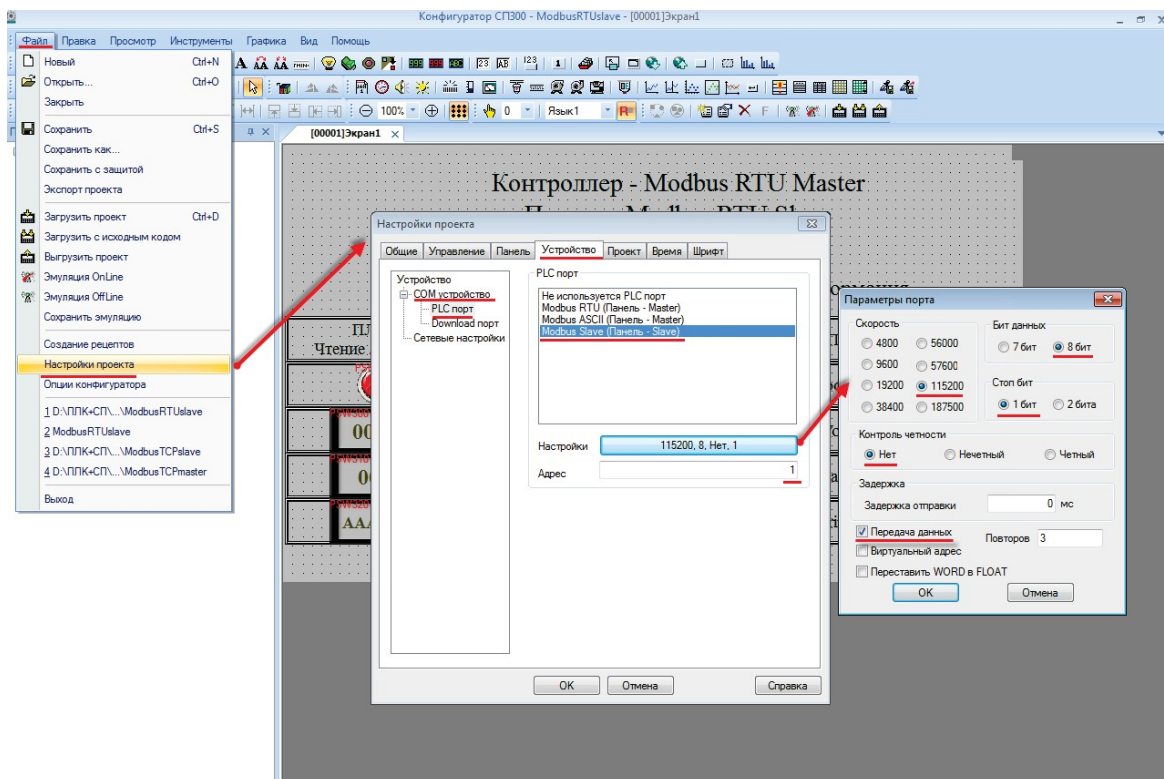 Конфигуратор СП300 - ModbusRTUslave - [00001]Экран1
Файл Правка Просмотр Инструменты Графика Вид Помощь
Новый Ctrl+N
Открыть... Ctrl+O
Закрыть
Сохранить Ctrl+S
Сохранить как...
Сохранить с защитой
Экспорт проекта
Загрузить проект Ctrl+D
Загрузить с исходным кодом
Выгрузить проект
Эмуляция OnLine
Эмуляция OffLine
Сохранить эмуляцию
Создание рецептов
Настройки проекта
Опции конфигуратора
1 D:\ПЛК+СП\...\ModbusRTUslave
2 ModbusRTUslave
3 D:\ПЛК+СП\...\ModbusTCPslave
4 D:\ПЛК+СП\...\ModbusTCPmaster
Выход
100% 0 Язык1
[00001]Экран1
Контроллер - Modbus RTU Master
Чтение
Настройки проекта
Общие Управление Панель Устройство Проект Время Шрифт
Устройство
COM устройство
PLC порт
Download порт
Сетевые настройки
PLC порт
Не используется PLC порт
Modbus RTU (Панель - Master)
Modbus ASCII (Панель - Master)
Modbus Slave (Панель - Slave)
Настройки 115200, 8, Нет, 1
Адрес 1
OK Отмена Справка
Параметры порта
Скорость
4800 56000
9600 57600
19200 115200
38400 187500
Бит данных
7 бит 8 бит
Стоп бит
1 бит 2 бита
Контроль четности
Нет Нечетный Четный
Задержка
Задержка отправки 0 мс
Передача данных
Повторов 3
Виртуальный адрес
Переставить WORD в FLOAT
OK Отмена